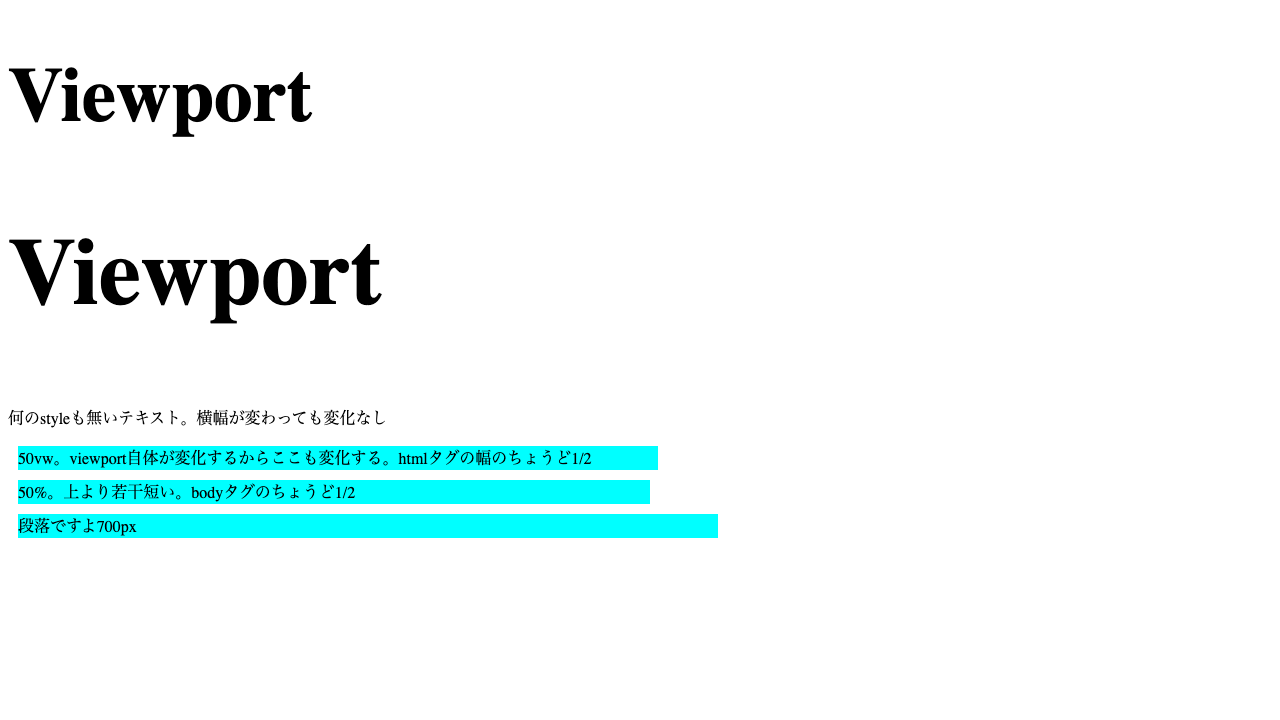 Viewport
Viewport
何のstyleも無いテキスト。横幅が変わっても変化なし
50vw。viewport自体が変化するからここも変化する。htmlタグの幅のちょうど1/2
50%。上より若干短い。bodyタグのちょうど1/2
段落ですよ700px